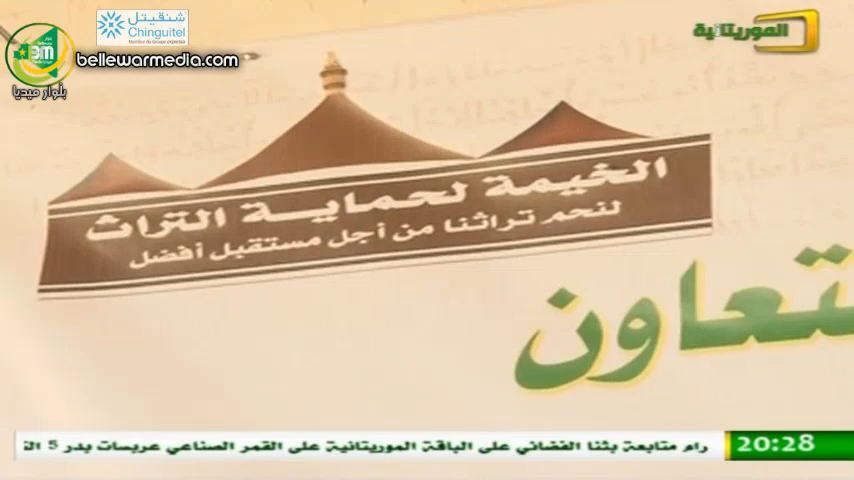 شنقيتل
Chinguitel
الموريتانية
BM
bellewarmedia.com
بلوار ميديا
الخيمة لحماية التراث
لنحم تراثنا من أجل مستقبل أفضل
تعاون
20:28
رام متابعة بثنا الفضائي على الباقة الموريتانية على القمر الصناعي عربسات بدر 5